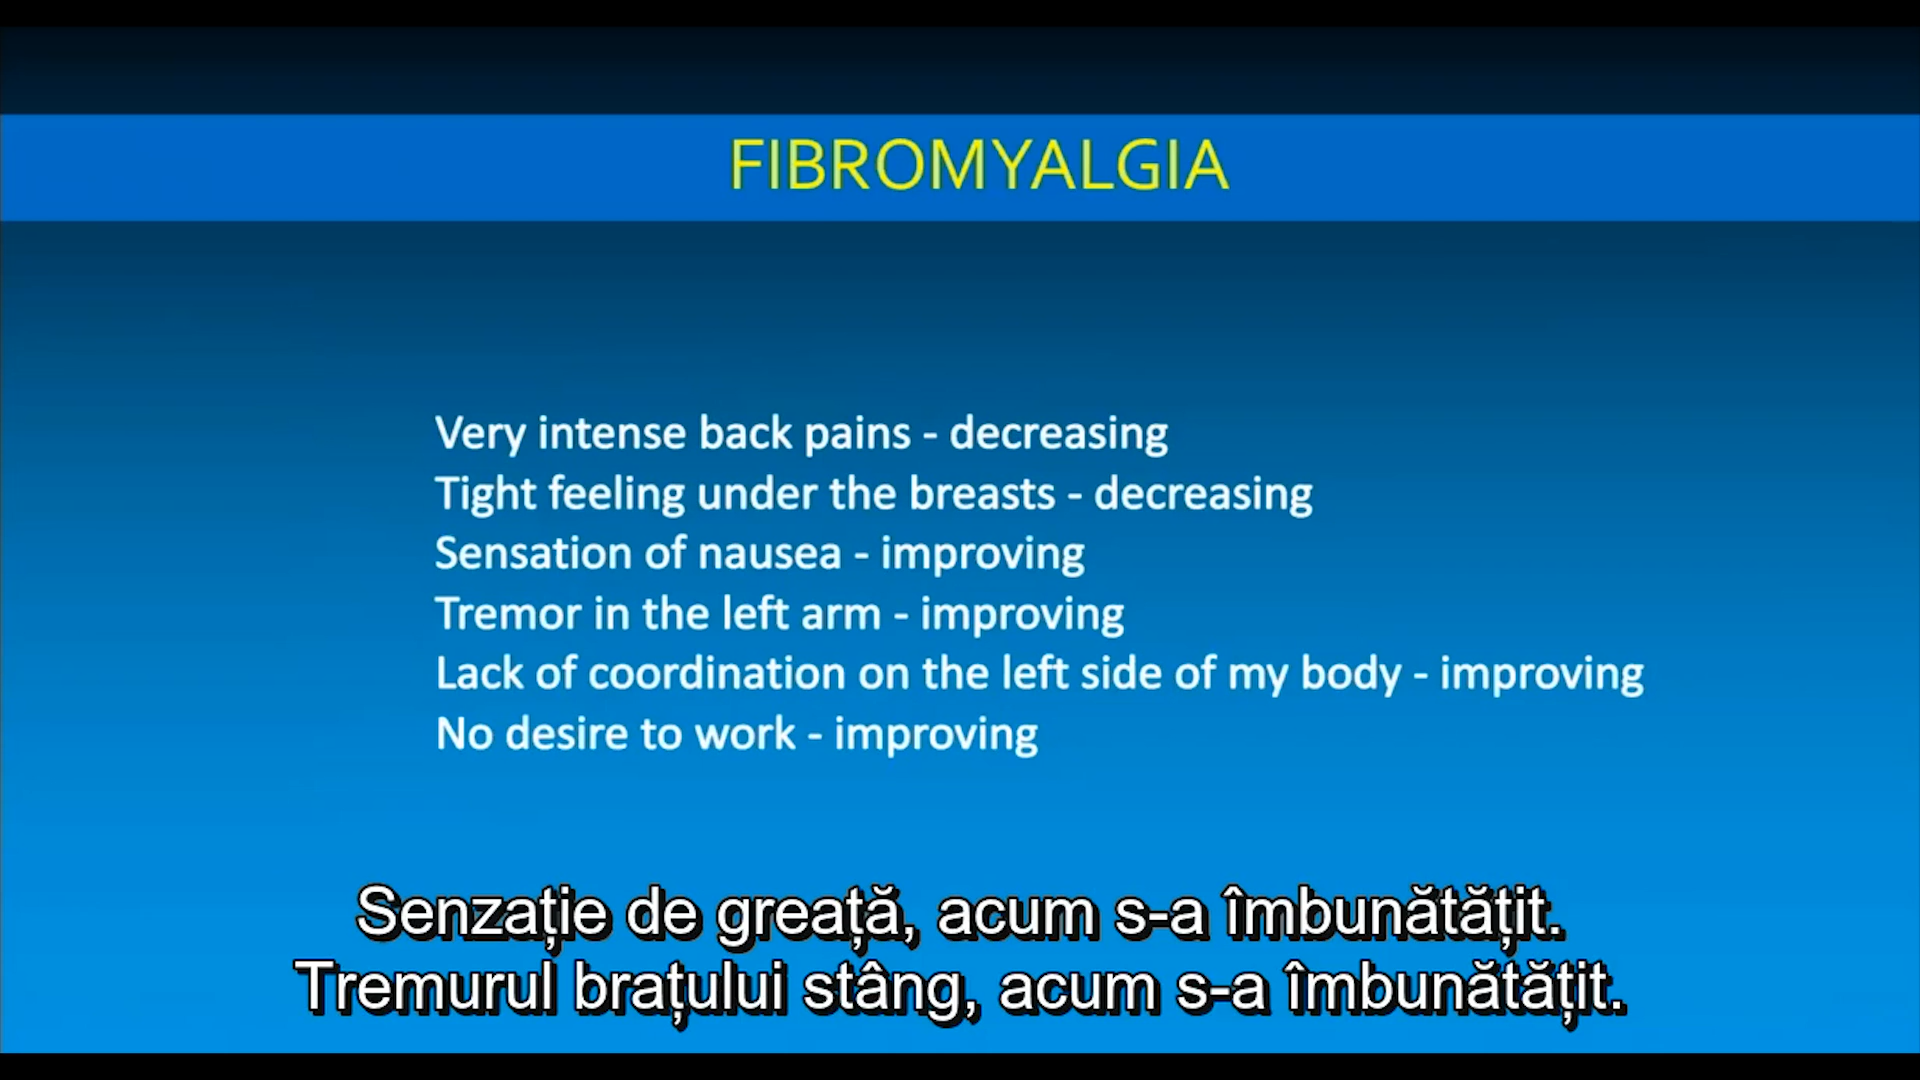 FIBROMYALGIA
Very intense back pains - decreasing
Tight feeling under the breasts - decreasing
Sensation of nausea - improving
Tremor in the left arm - improving
Lack of coordination on the left side of my body - improving
No desire to work - improving
Senzație de greață, acum s-a îmbunătățit.
Tremurul brațului stâng, acum s-a îmbunătățit.